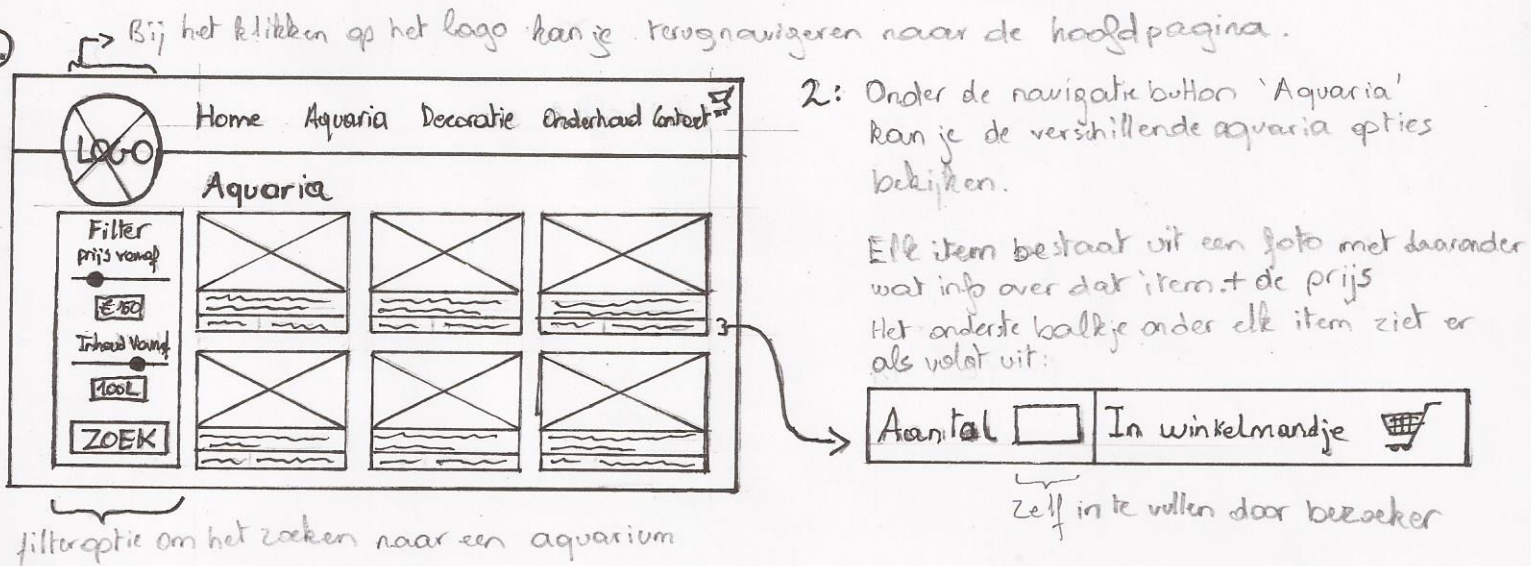 Bij het klikken op het logo kan je terugnavigeren naar de hoofdpagina.
LOGO
Home Aquaria Decoratie Onderhoud Contact
Aquaria
Filter
prijs vanaf
€160
Inhoud Vanaf
100L
ZOEK
filteroptie om het zoeken naar een aquarium
2: Onder de navigatie button 'Aquaria'
kan je de verschillende aquaria opties
bekijken.
Elk item bestaat uit een foto met daaronder
wat info over dat item + de prijs
Het onderste balkje onder elk item ziet er
als volgt uit:
Aantal
In winkelmandje
Zelf in te vullen door bezoeker